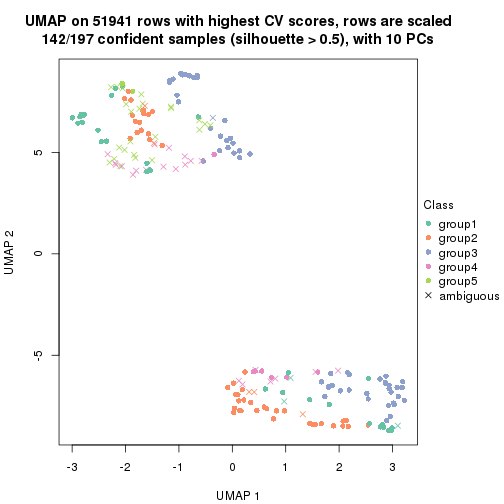 UMAP on 51941 rows with highest CV scores, rows are scaled
142/197 confident samples (silhouette > 0.5), with 10 PCs
5
0
-5
UMAP 2
-3 -2 -1 0 1 2 3
UMAP 1
Class
group1
group2
group3
group4
group5
ambiguous